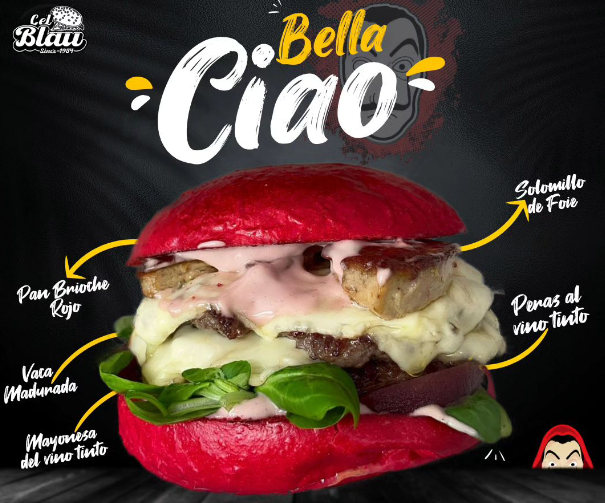 Cel
Blau
Since 1984
Bella
Ciao
Solomillo
de Foie
Pan Brioche
Rojo
Peras al
vino tinto
Vaca
Madurada
Mayonesa
del vino tinto